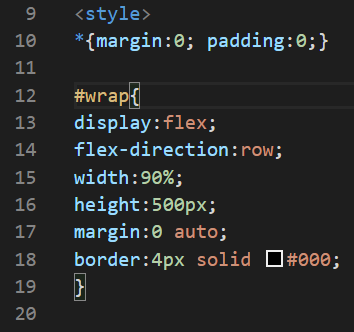 9 <style>
10 *{margin:0; padding:0;}
11
12 #wrap{
13 display:flex;
14 flex-direction:row;
15 width:90%;
16 height:500px;
17 margin:0 auto;
18 border:4px solid #000;
19 }
20